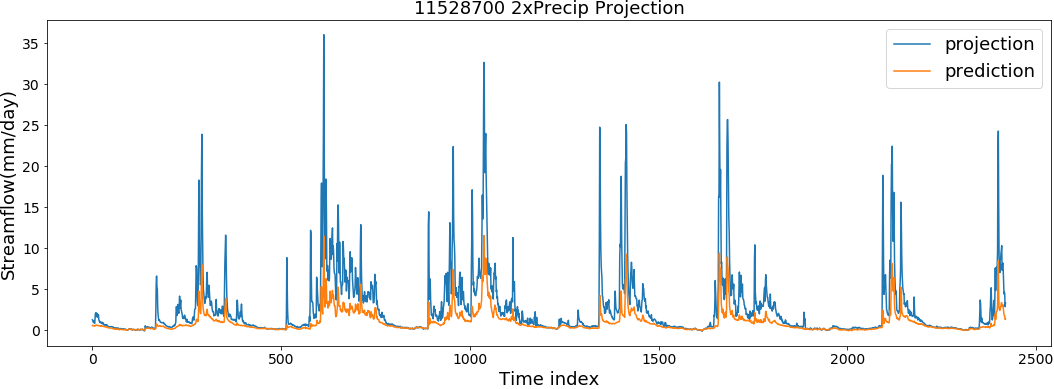 11528700 2xPrecip Projection
projection
prediction
Streamflow(mm/day)
35
30
25
20
15
10
5
0
0 500 1000 1500 2000 2500
Time index